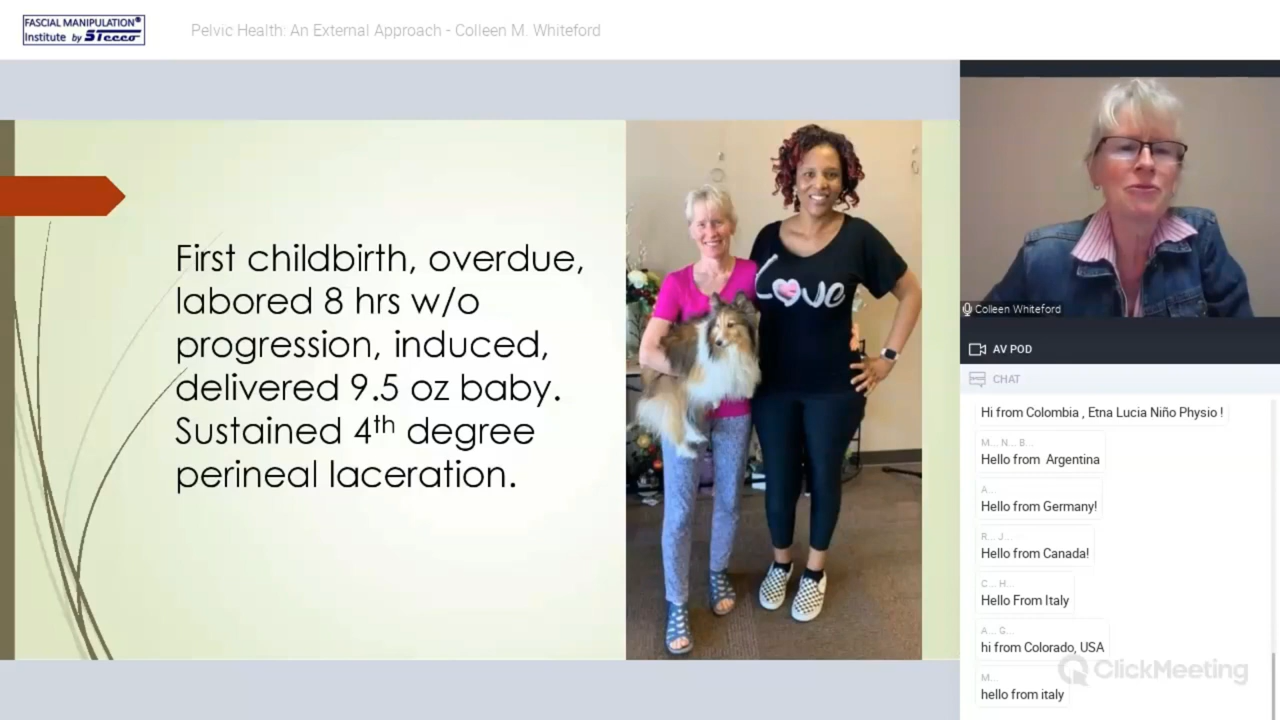 FASCIAL MANIPULATION®
Institute by STECCO
Pelvic Health: An External Approach - Colleen M. Whiteford
First childbirth, overdue,
labored 8 hrs w/o
progression, induced,
delivered 9.5 oz baby.
Sustained 4th degree
perineal laceration.
Love
Colleen Whiteford
AV POD
CHAT
Hi from Colombia , Etna Lucia Niño Physio !
M... N... B...
Hello from Argentina
A...
Hello from Germany!
R... J...
Hello from Canada!
C... H...
Hello From Italy
A... G...
hi from Colorado, USA
M...
hello from italy
ClickMeeting